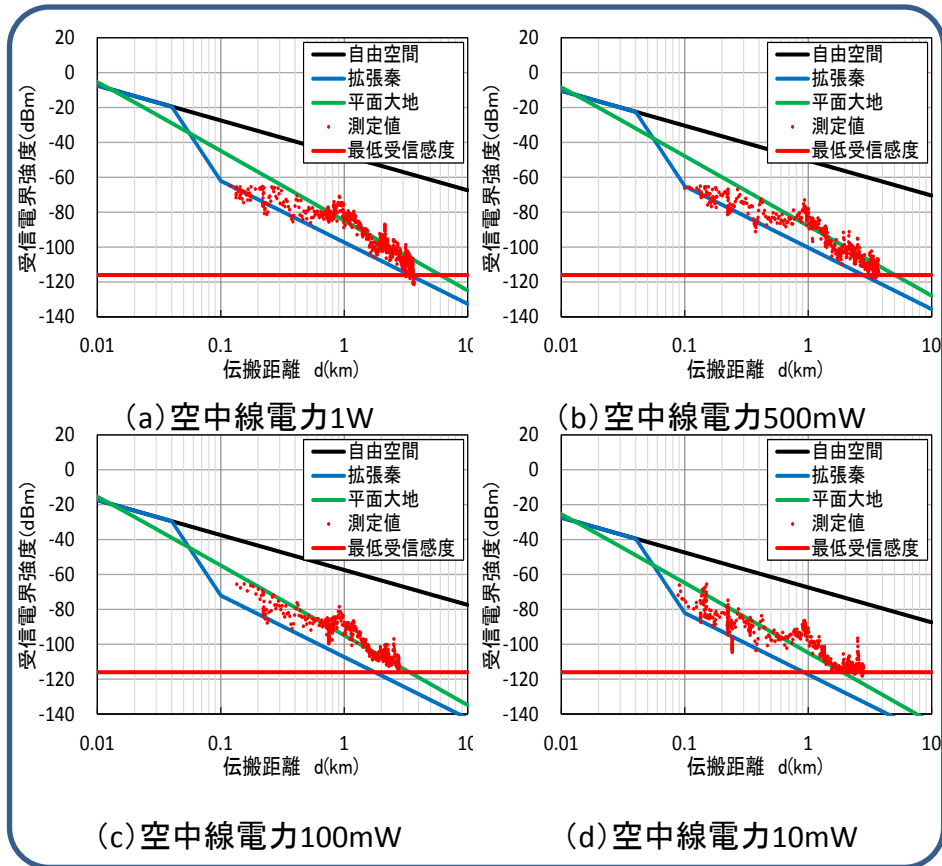 20
0
-20
-40
-60
-80
-100
-120
-140
受信電界強度(dBm)
自由空間
拡張秦
平面大地
測定値
最低受信感度
0.01 0.1 1 10
伝搬距離 d(km)
(a)空中線電力1W
20
0
-20
-40
-60
-80
-100
-120
-140
受信電界強度(dBm)
自由空間
拡張秦
平面大地
測定値
最低受信感度
0.01 0.1 1 10
伝搬距離 d(km)
(b)空中線電力500mW
20
0
-20
-40
-60
-80
-100
-120
-140
受信電界強度(dBm)
自由空間
拡張秦
平面大地
測定値
最低受信感度
0.01 0.1 1 10
伝搬距離 d(km)
(c)空中線電力100mW
20
0
-20
-40
-60
-80
-100
-120
-140
受信電界強度(dBm)
自由空間
拡張秦
平面大地
測定値
最低受信感度
0.01 0.1 1 10
伝搬距離 d(km)
(d)空中線電力10mW